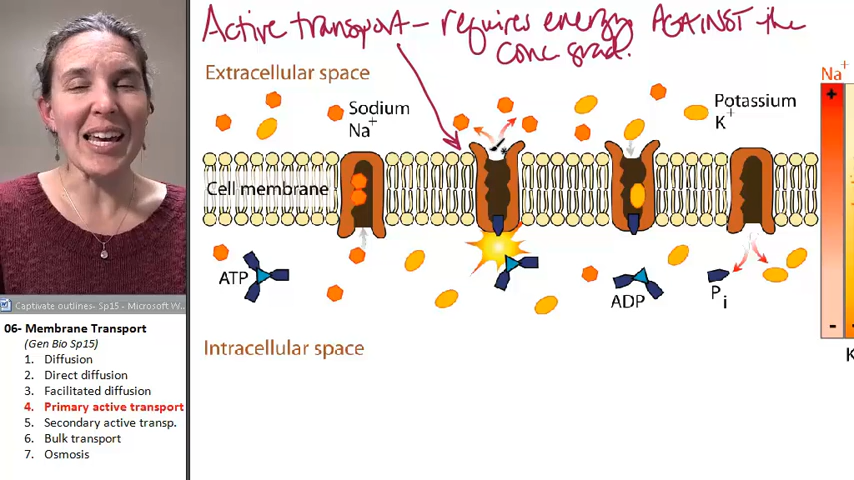 Active transport – requires energy AGAINST the
conc grad.
Extracellular space
Sodium
Na+
Potassium
K+
Na+
+
Cell membrane
ATP
ADP
Pi
-
Intracellular space
K
Captivate outlines- Sp15 - Microsoft W.
06- Membrane Transport
(Gen Bio Sp15)
1. Diffusion
2. Direct diffusion
3. Facilitated diffusion
4. Primary active transport
5. Secondary active transp.
6. Bulk transport
7. Osmosis